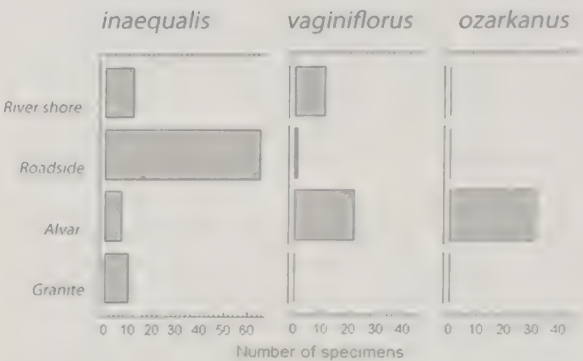 inaequalis vaginiflorus ozarkanus
River shore
Roadside
Alvar
Granite
0 10 20 30 40 50 60 0 10 20 30 40 0 10 20 30 40
Number of specimens